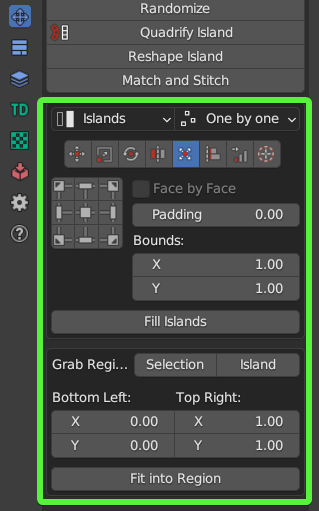 Randomize
Quadrify Island
Reshape Island
Match and Stitch
TD
Islands One by one
Face by Face
Padding 0.00
Bounds:
X 1.00
Y 1.00
Fill Islands
Grab Regi... Selection Island
Bottom Left: Top Right:
X 0.00 X 1.00
Y 0.00 Y 1.00
Fit into Region